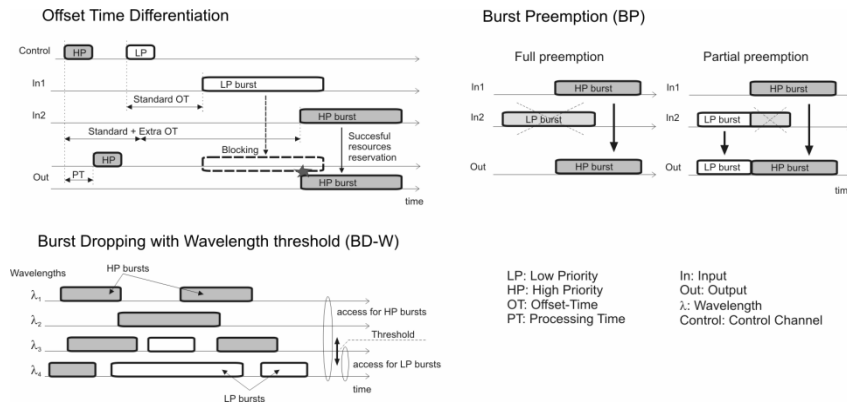 Offset Time Differentiation
Control
HP
LP
In1
LP burst
Standard OT
In2
HP burst
Standard + Extra OT
Succesful
resources
reservation
HP
Blocking
PT
Out
HP burst
time
Burst Preemption (BP)
Full preemption
Partial preemption
In1
HP burst
In2
LP burst
Out
HP burst
In1
HP burst
In2
LP burst
Out
LP burst
HP burst
time
Burst Dropping with Wavelength threshold (BD-W)
Wavelengths
HP bursts
λ1
access for HP bursts
λ2
Threshold
λ3
access for LP bursts
λ4
time
LP bursts
LP: Low Priority
HP: High Priority
OT: Offset-Time
PT: Processing Time
In: Input
Out: Output
λ: Wavelength
Control: Control Channel